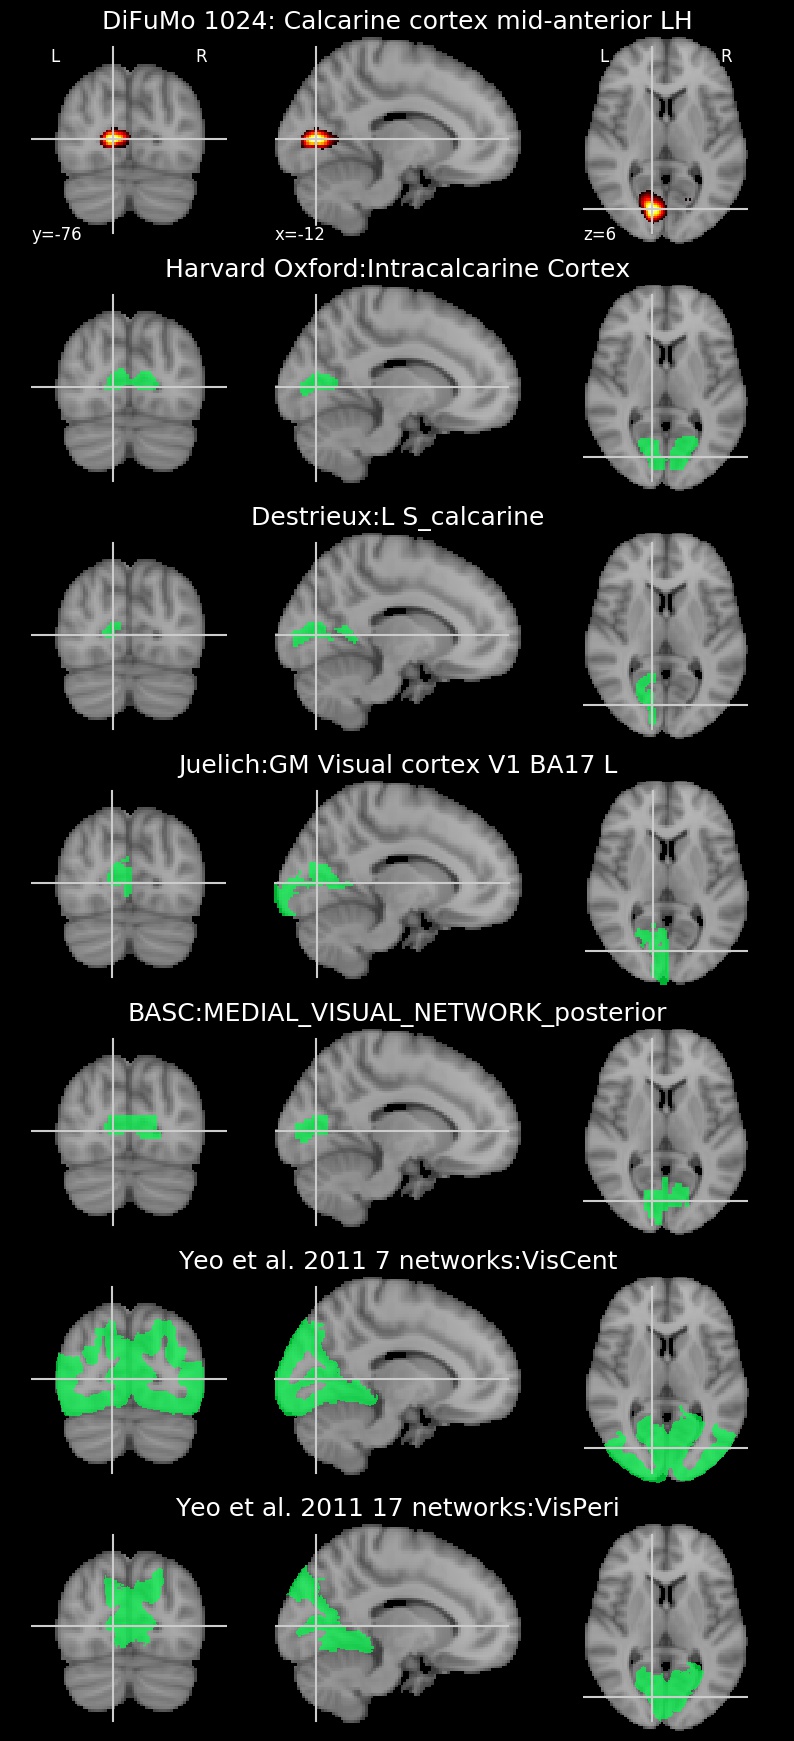 DiFuMo 1024: Calcarine cortex mid-anterior LH
L R L R
y=-76 x=-12 z=6
Harvard Oxford:Intracalcarine Cortex
Destrieux:L S_calcarine
Juelich:GM Visual cortex V1 BA17 L
BASC:MEDIAL_VISUAL_NETWORK_posterior
Yeo et al. 2011 7 networks:VisCent
Yeo et al. 2011 17 networks:VisPeri